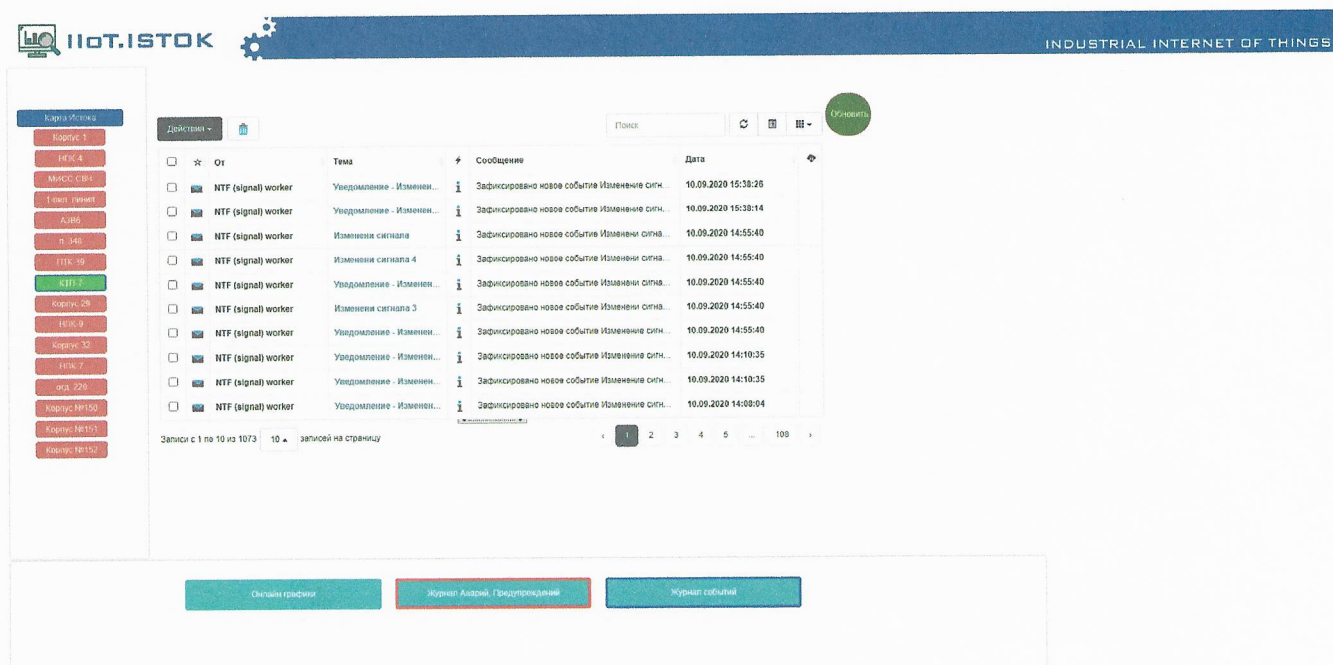 IIoT.ISTOK
INDUSTRIAL INTERNET OF THINGS
Карта Истока
Корпус 1
НПК-4
МИСС СВЧ
п. 348
КТП-7
Корпус 29
НПК-9
Корпус 32
НПК 7
отд. 220
Корпус №150
Корпус №151
Корпус №152
Действия
Поиск
Обновить
От Тема Сообщение Дата
NTF (signal) worker Уведомление - Изменен... Зафиксировано новое событие Изменение сигн... 10.09.2020 15:38:26
NTF (signal) worker Уведомление - Изменен... Зафиксировано новое событие Изменение сигн... 10.09.2020 15:38:14
NTF (signal) worker Изменени сигнала Зафиксировано новое событие Изменени сигна... 10.09.2020 14:55:40
NTF (signal) worker Изменени сигнала 4 Зафиксировано новое событие Изменени сигна... 10.09.2020 14:55:40
NTF (signal) worker Уведомление - Изменен... Зафиксировано новое событие Изменени сигна... 10.09.2020 14:55:40
NTF (signal) worker Изменени сигнала 3 Зафиксировано новое событие Изменени сигна... 10.09.2020 14:55:40
NTF (signal) worker Уведомление - Изменен... Зафиксировано новое событие Изменение сигн... 10.09.2020 14:55:40
NTF (signal) worker Уведомление - Изменен... Зафиксировано новое событие Изменение сигн... 10.09.2020 14:10:35
NTF (signal) worker Уведомление - Изменен... Зафиксировано новое событие Изменение сигн... 10.09.2020 14:10:35
NTF (signal) worker Уведомление - Изменен... Зафиксировано новое событие Изменение сигн... 10.09.2020 14:08:04
Записи с 1 по 10 из 1073 10 записей на страницу
‹ 1 2 3 4 5 ... 108 ›
Онлайн графики
Журнал Аварий, Предупреждений
Журнал событий